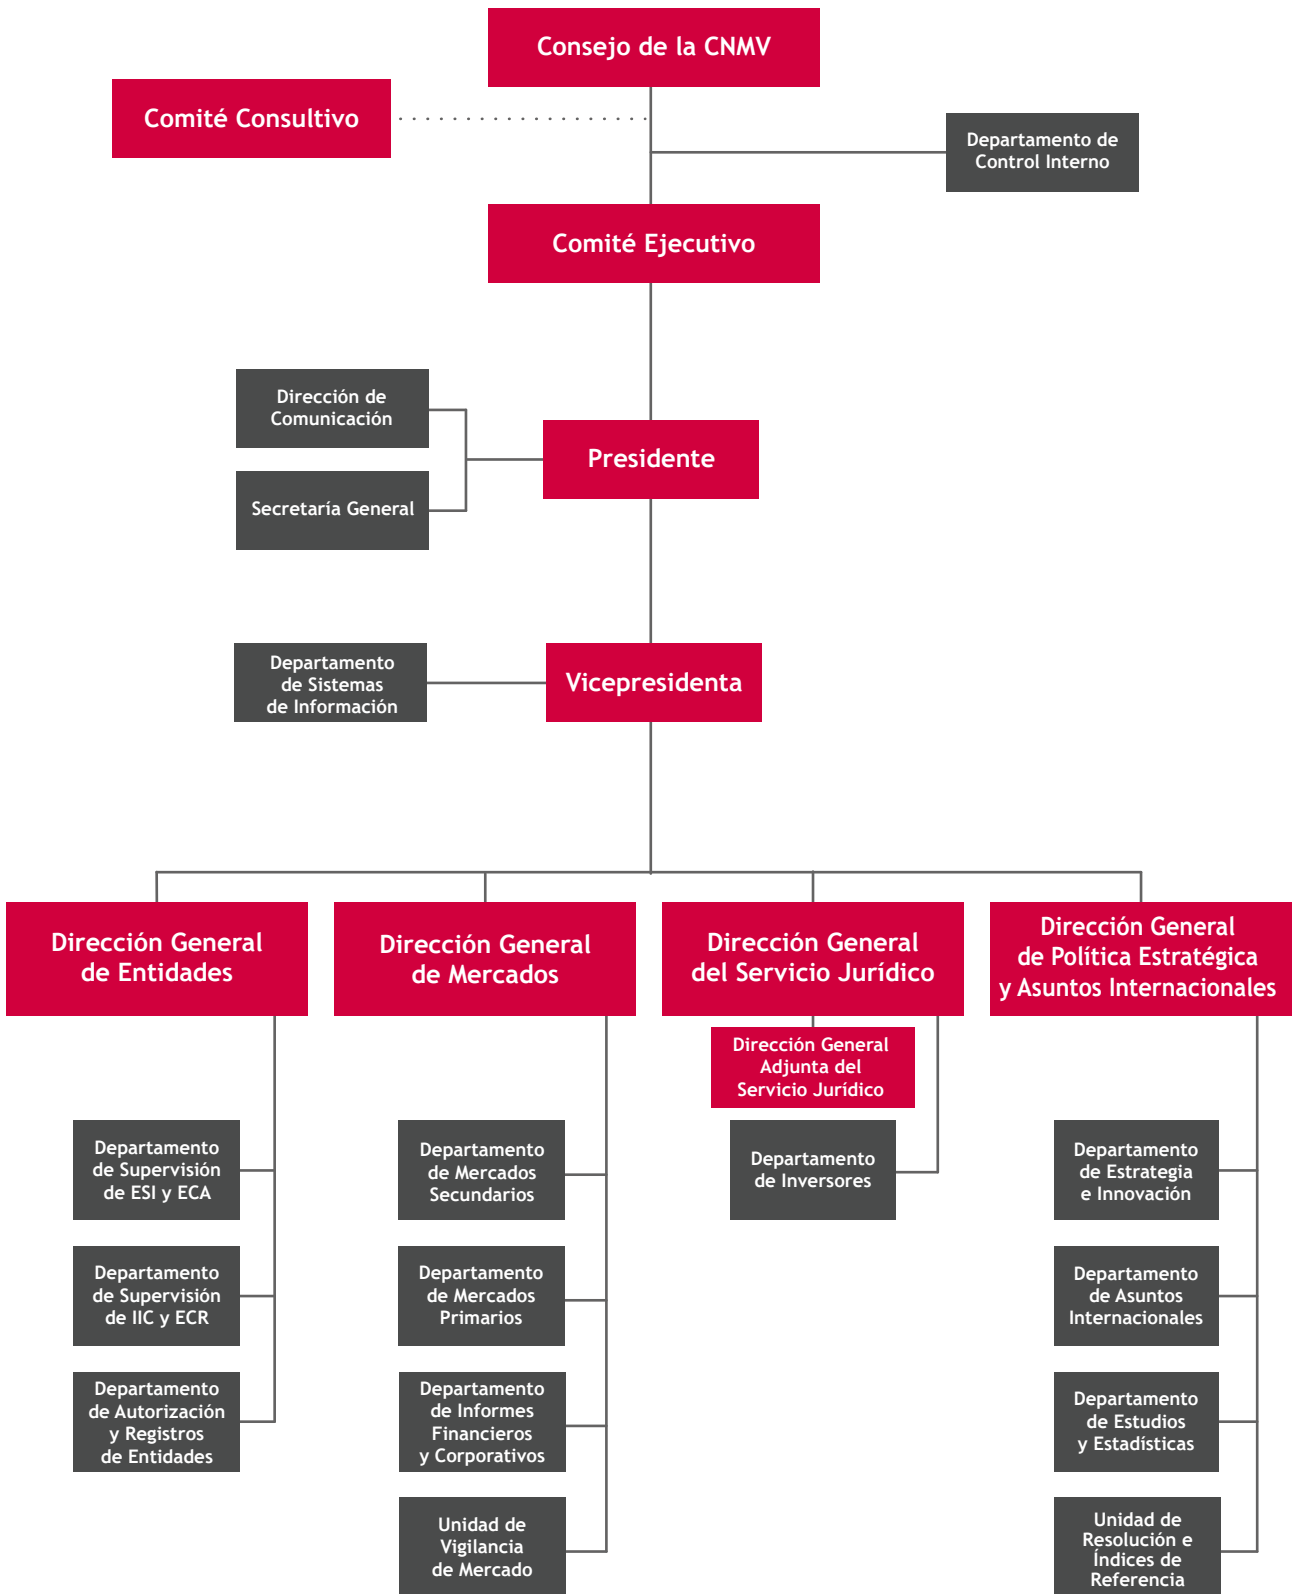 Consejo de la CNMV
Comité Consultivo
Departamento de
Control Interno
Comité Ejecutivo
Dirección de
Comunicación
Presidente
Secretaría General
Departamento
de Sistemas
de Información
Vicepresidenta
Dirección General
de Entidades
Dirección General
de Mercados
Dirección General
del Servicio Jurídico
Dirección General
de Política Estratégica
y Asuntos Internacionales
Dirección General
Adjunta del
Servicio Jurídico
Departamento
de Supervisión
de ESI y ECA
Departamento
de Mercados
Secundarios
Departamento
de Inversores
Departamento
de Estrategia
e Innovación
Departamento
de Supervisión
de IIC y ECR
Departamento
de Mercados
Primarios
Departamento
de Asuntos
Internacionales
Departamento
de Autorización
y Registros
de Entidades
Departamento
de Informes
Financieros
y Corporativos
Departamento
de Estudios
y Estadísticas
Unidad de
Vigilancia
de Mercado
Unidad de
Resolución e
Índices de
Referencia